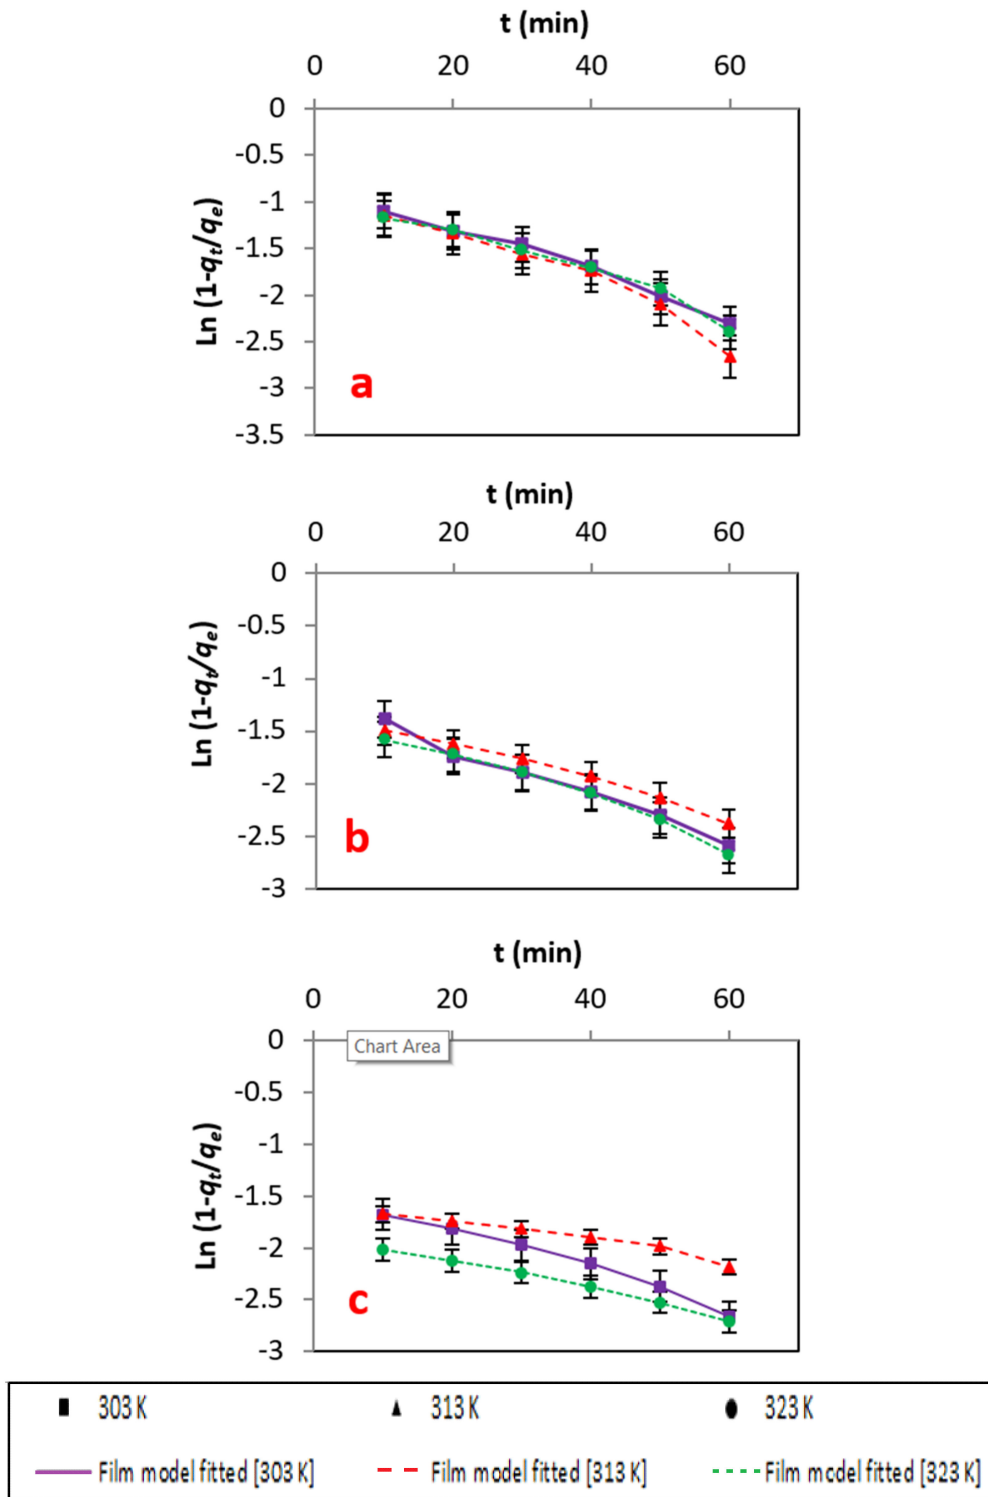 t (min)
0 20 40 60
0
-0.5
-1
-1.5
-2
-2.5
-3
-3.5
Ln (1-qt/qe)
a
t (min)
0 20 40 60
0
-0.5
-1
-1.5
-2
-2.5
-3
Ln (1-qt/qe)
b
t (min)
0 20 40 60
0
-0.5
-1
-1.5
-2
-2.5
-3
Ln (1-qt/qe)
Chart Area
c
303 K 313 K 323 K
Film model fitted [303 K] Film model fitted [313 K] Film model fitted [323 K]